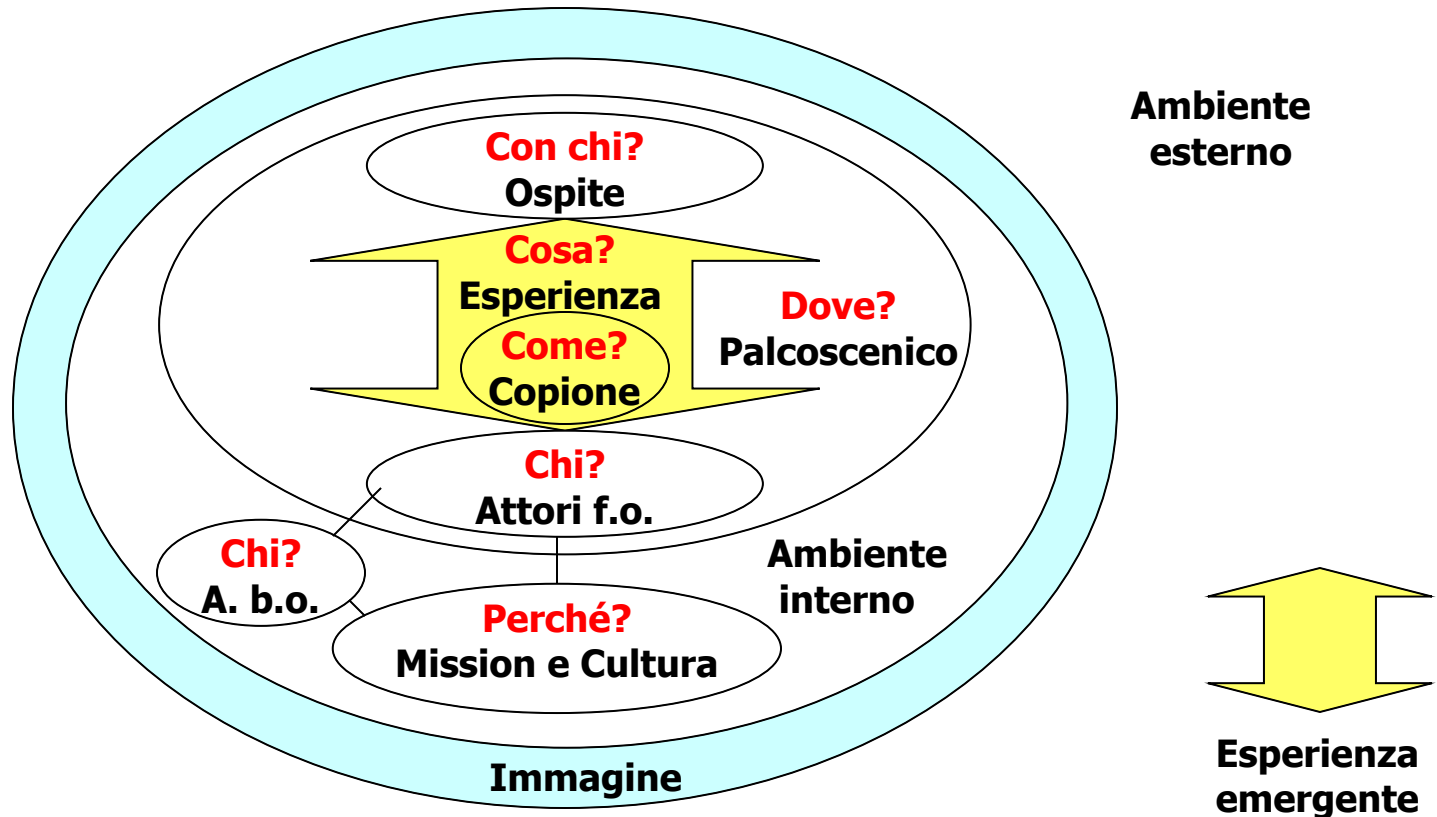 Ambiente
esterno
Con chi?
Ospite
Cosa?
Esperienza
Come?
Copione
Dove?
Palcoscenico
Chi?
Attori f.o.
Chi?
A. b.o.
Ambiente
interno
Perché?
Mission e Cultura
Immagine
Esperienza
emergente